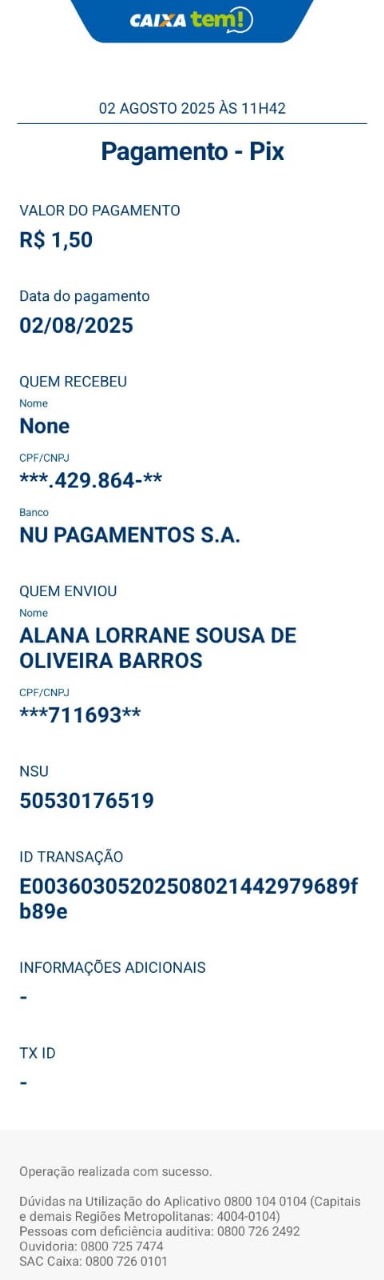 CAIXA tem!
02 AGOSTO 2025 ÀS 11H42
Pagamento - Pix
VALOR DO PAGAMENTO
R$ 1,50
Data do pagamento
02/08/2025
QUEM RECEBEU
Nome
None
CPF/CNPJ
***.429.864-**
Banco
NU PAGAMENTOS S.A.
QUEM ENVIOU
Nome
ALANA LORRANE SOUSA DE
OLIVEIRA BARROS
CPF/CNPJ
***711693**
NSU
50530176519
ID TRANSAÇÃO
E00360305202508021442979689f
b89e
INFORMAÇÕES ADICIONAIS
-
TX ID
-
Operação realizada com sucesso.
Dúvidas na Utilização do Aplicativo 0800 104 0104 (Capitais
e demais Regiões Metropolitanas: 4004-0104)
Pessoas com deficiência auditiva: 0800 726 2492
Ouvidoria: 0800 725 7474
SAC Caixa: 0800 726 0101